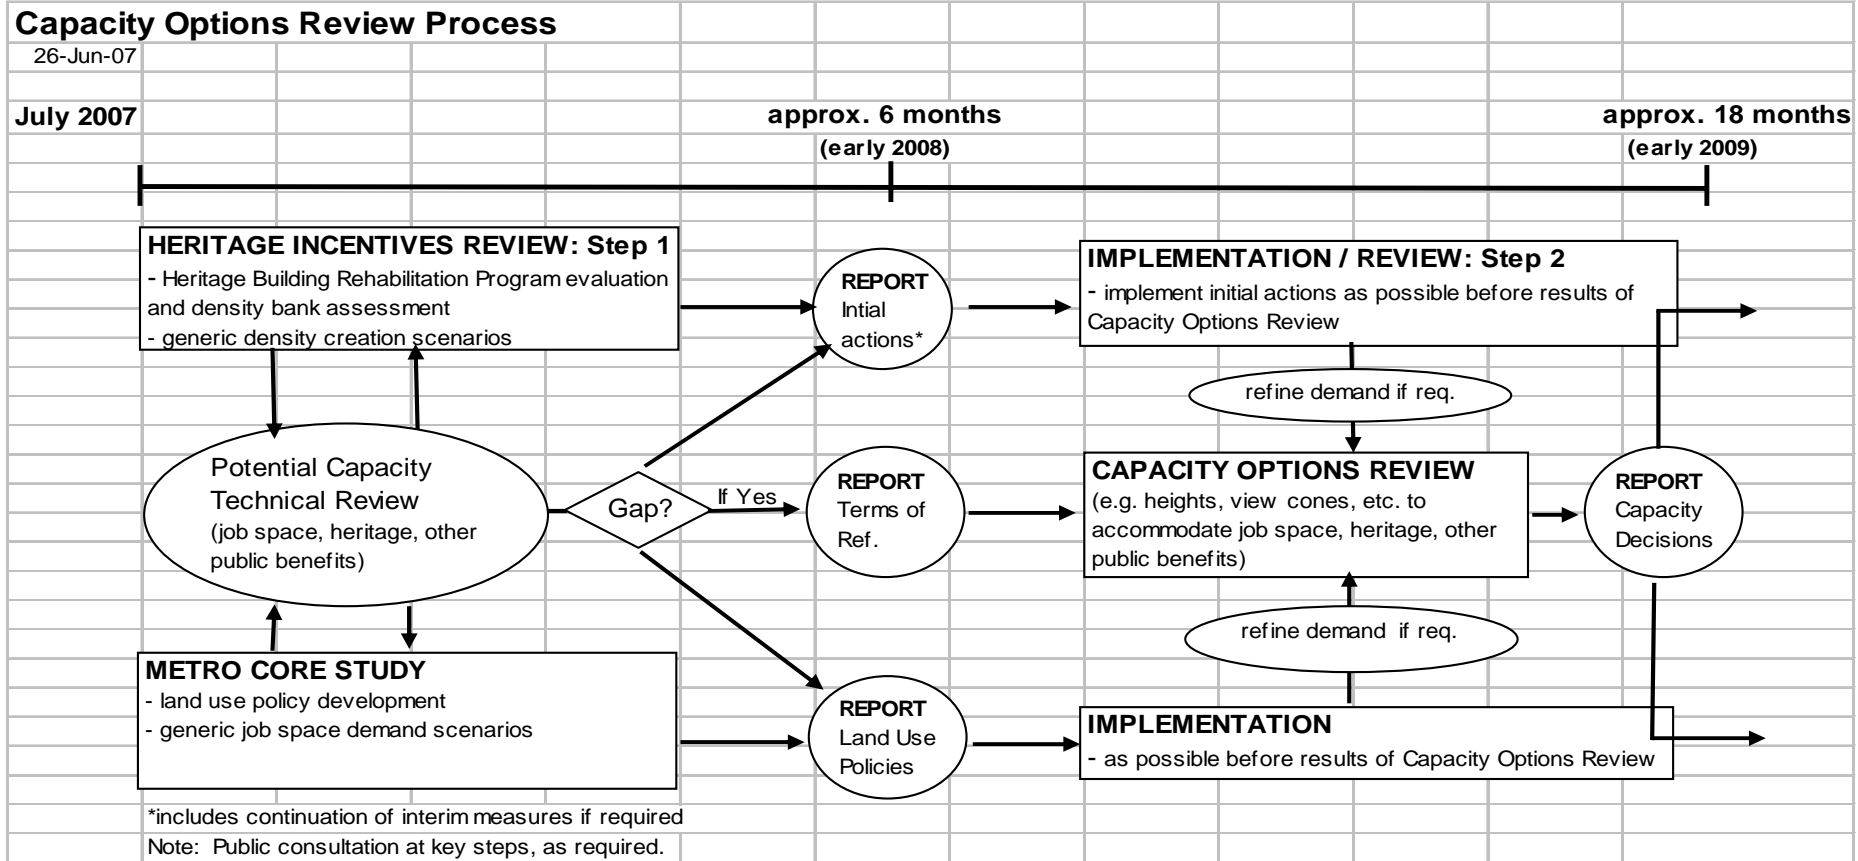 Capacity Options Review Process
26-Jun-07
July 2007
approx. 6 months
(early 2008)
approx. 18 months
(early 2009)
HERITAGE INCENTIVES REVIEW: Step 1
- Heritage Building Rehabilitation Program evaluation
and density bank assessment
- generic density creation scenarios
REPORT
Intial
actions*
IMPLEMENTATION / REVIEW: Step 2
- implement initial actions as possible before results of
Capacity Options Review
refine demand if req.
Potential Capacity
Technical Review
(job space, heritage, other
public benefits)
Gap?
If Yes
REPORT
Terms of
Ref.
CAPACITY OPTIONS REVIEW
(e.g. heights, view cones, etc. to
accommodate job space, heritage, other
public benefits)
REPORT
Capacity
Decisions
refine demand if req.
METRO CORE STUDY
- land use policy development
- generic job space demand scenarios
REPORT
Land Use
Policies
IMPLEMENTATION
- as possible before results of Capacity Options Review
*includes continuation of interim measures if required
Note: Public consultation at key steps, as required.